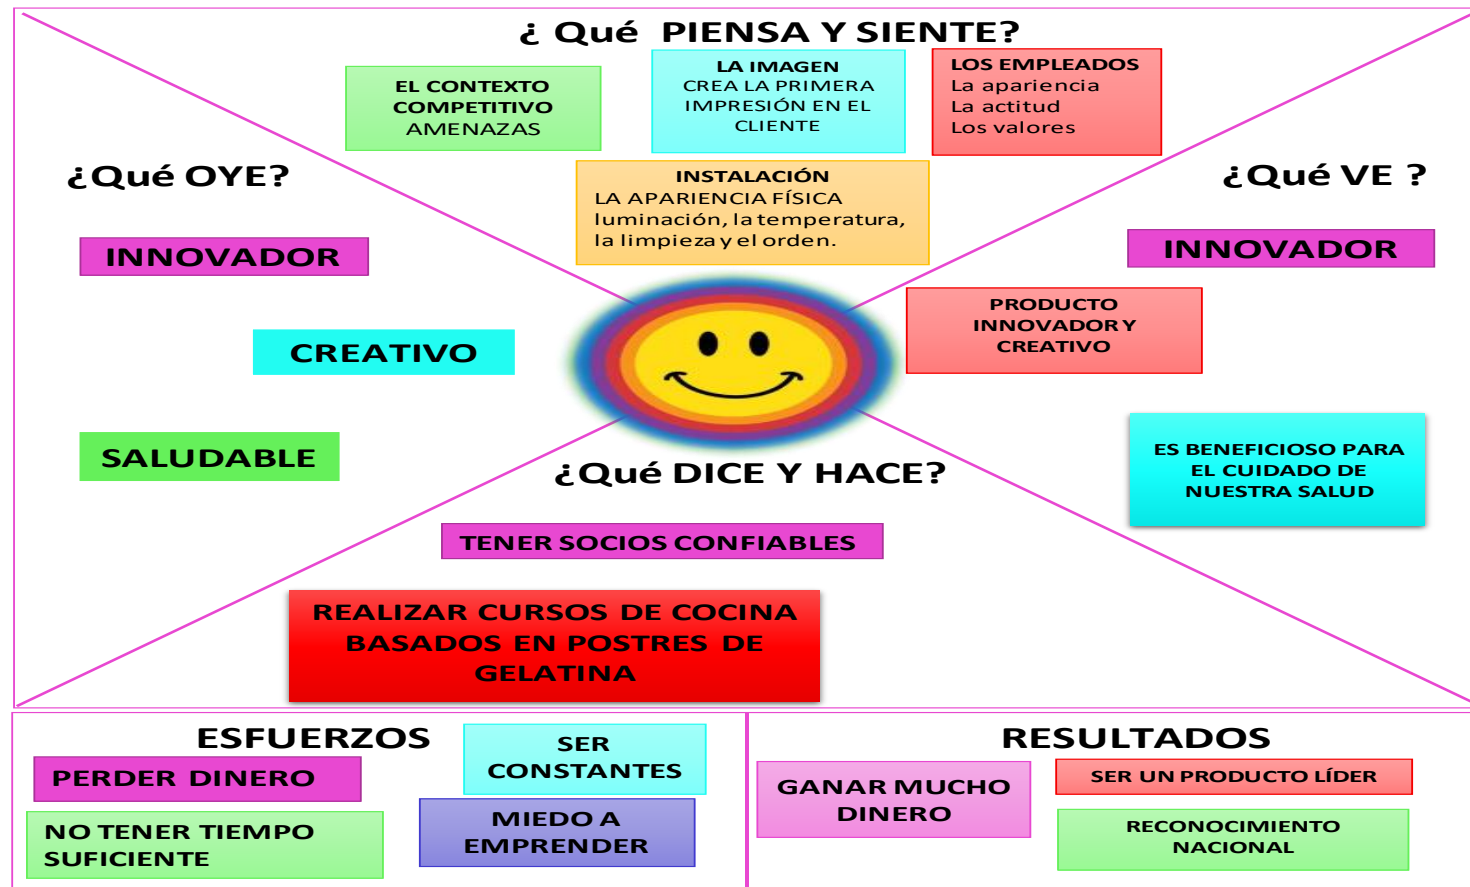 ¿ Qué PIENSA Y SIENTE?
EL CONTEXTO
COMPETITIVO
AMENAZAS
LA IMAGEN
CREA LA PRIMERA
IMPRESIÓN EN EL
CLIENTE
LOS EMPLEADOS
La apariencia
La actitud
Los valores
INSTALACIÓN
LA APARIENCIA FÍSICA
luminación, la temperatura,
la limpieza y el orden.
¿Qué OYE?
INNOVADOR
CREATIVO
SALUDABLE
¿Qué VE ?
INNOVADOR
PRODUCTO
INNOVADOR Y
CREATIVO
ES BENEFICIOSO PARA
EL CUIDADO DE
NUESTRA SALUD
¿Qué DICE Y HACE?
TENER SOCIOS CONFIABLES
REALIZAR CURSOS DE COCINA
BASADOS EN POSTRES DE
GELATINA
ESFUERZOS
PERDER DINERO
SER
CONSTANTES
NO TENER TIEMPO
SUFICIENTE
MIEDO A
EMPRENDER
RESULTADOS
GANAR MUCHO
DINERO
SER UN PRODUCTO LÍDER
RECONOCIMIENTO
NACIONAL